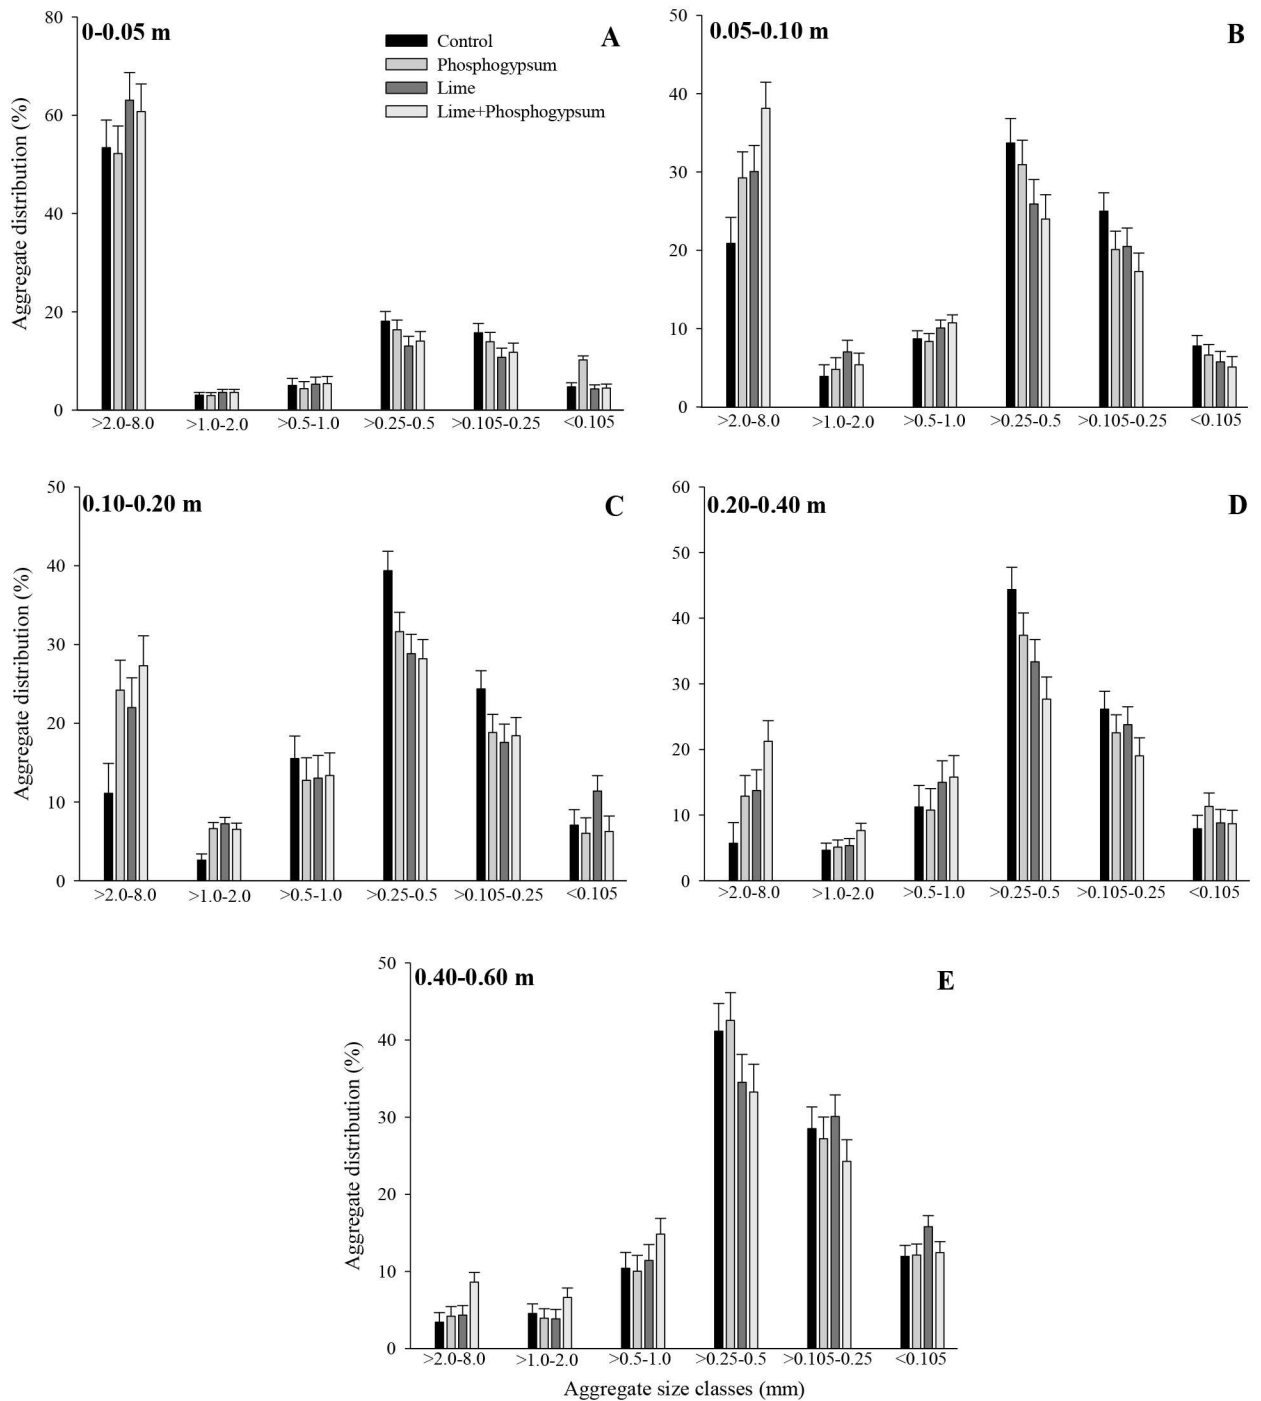 0-0.05 m
A
Control
Phosphogypsum
Lime
Lime+Phosphogypsum
Aggregate distribution (%)
80
60
40
20
0
>2.0-8.0 >1.0-2.0 >0.5-1.0 >0.25-0.5 >0.105-0.25 <0.105
0.05-0.10 m
B
50
40
30
20
10
0
>2.0-8.0 >1.0-2.0 >0.5-1.0 >0.25-0.5 >0.105-0.25 <0.105
0.10-0.20 m
C
Aggregate distribution (%)
50
40
30
20
10
0
>2.0-8.0 >1.0-2.0 >0.5-1.0 >0.25-0.5 >0.105-0.25 <0.105
0.20-0.40 m
D
60
50
40
30
20
10
0
>2.0-8.0 >1.0-2.0 >0.5-1.0 >0.25-0.5 >0.105-0.25 <0.105
0.40-0.60 m
E
Aggregate distribution (%)
50
40
30
20
10
0
>2.0-8.0 >1.0-2.0 >0.5-1.0 >0.25-0.5 >0.105-0.25 <0.105
Aggregate size classes (mm)